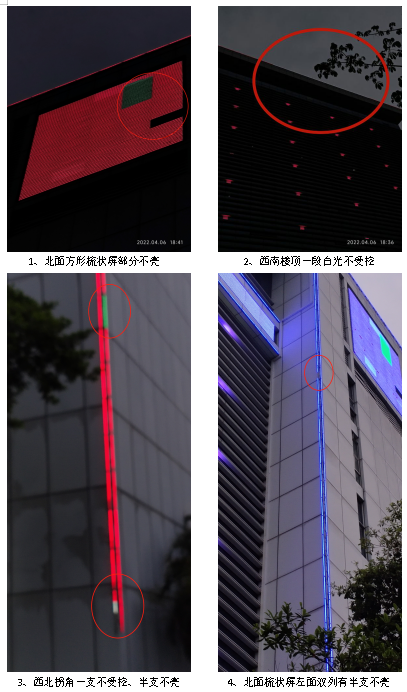 2022.04.06 18:41
2022.04.06 18:36
1、北面方形梳状屏部分不亮
2、西南楼顶一段白光不受控
3、西北拐角一支不受控、半支不亮
4、北面梳状屏左面双列有半支不亮